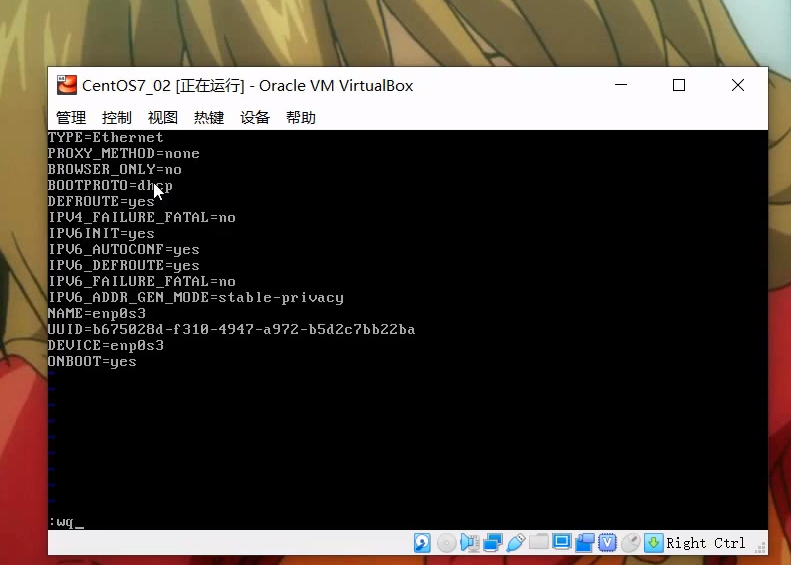 CentOS7_02 [正在运行] - Oracle VM VirtualBox
管理 控制 视图 热键 设备 帮助
TYPE=Ethernet
PROXY_METHOD=none
BROWSER_ONLY=no
BOOTPROTO=dhcp
DEFROUTE=yes
IPV4_FAILURE_FATAL=no
IPV6INIT=yes
IPV6_AUTOCONF=yes
IPV6_DEFROUTE=yes
IPV6_FAILURE_FATAL=no
IPV6_ADDR_GEN_MODE=stable-privacy
NAME=enp0s3
UUID=b675028d-f310-4947-a972-b5d2c7bb22ba
DEVICE=enp0s3
ONBOOT=yes
~
~
~
~
~
~
~
~
~
:wq_
Right Ctrl